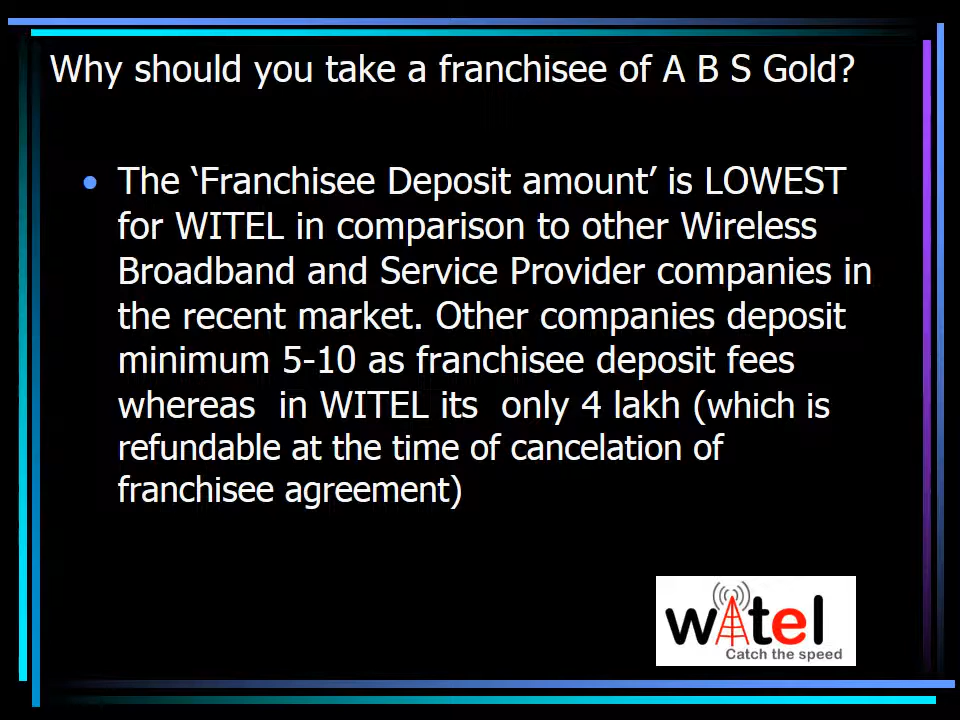 Why should you take a franchisee of A B S Gold?
• The ‘Franchisee Deposit amount’ is LOWEST
for WITEL in comparison to other Wireless
Broadband and Service Provider companies in
the recent market. Other companies deposit
minimum 5-10 as franchisee deposit fees
whereas  in WITEL its  only 4 lakh (which is
refundable at the time of cancelation of
franchisee agreement)
witel
Catch the speed